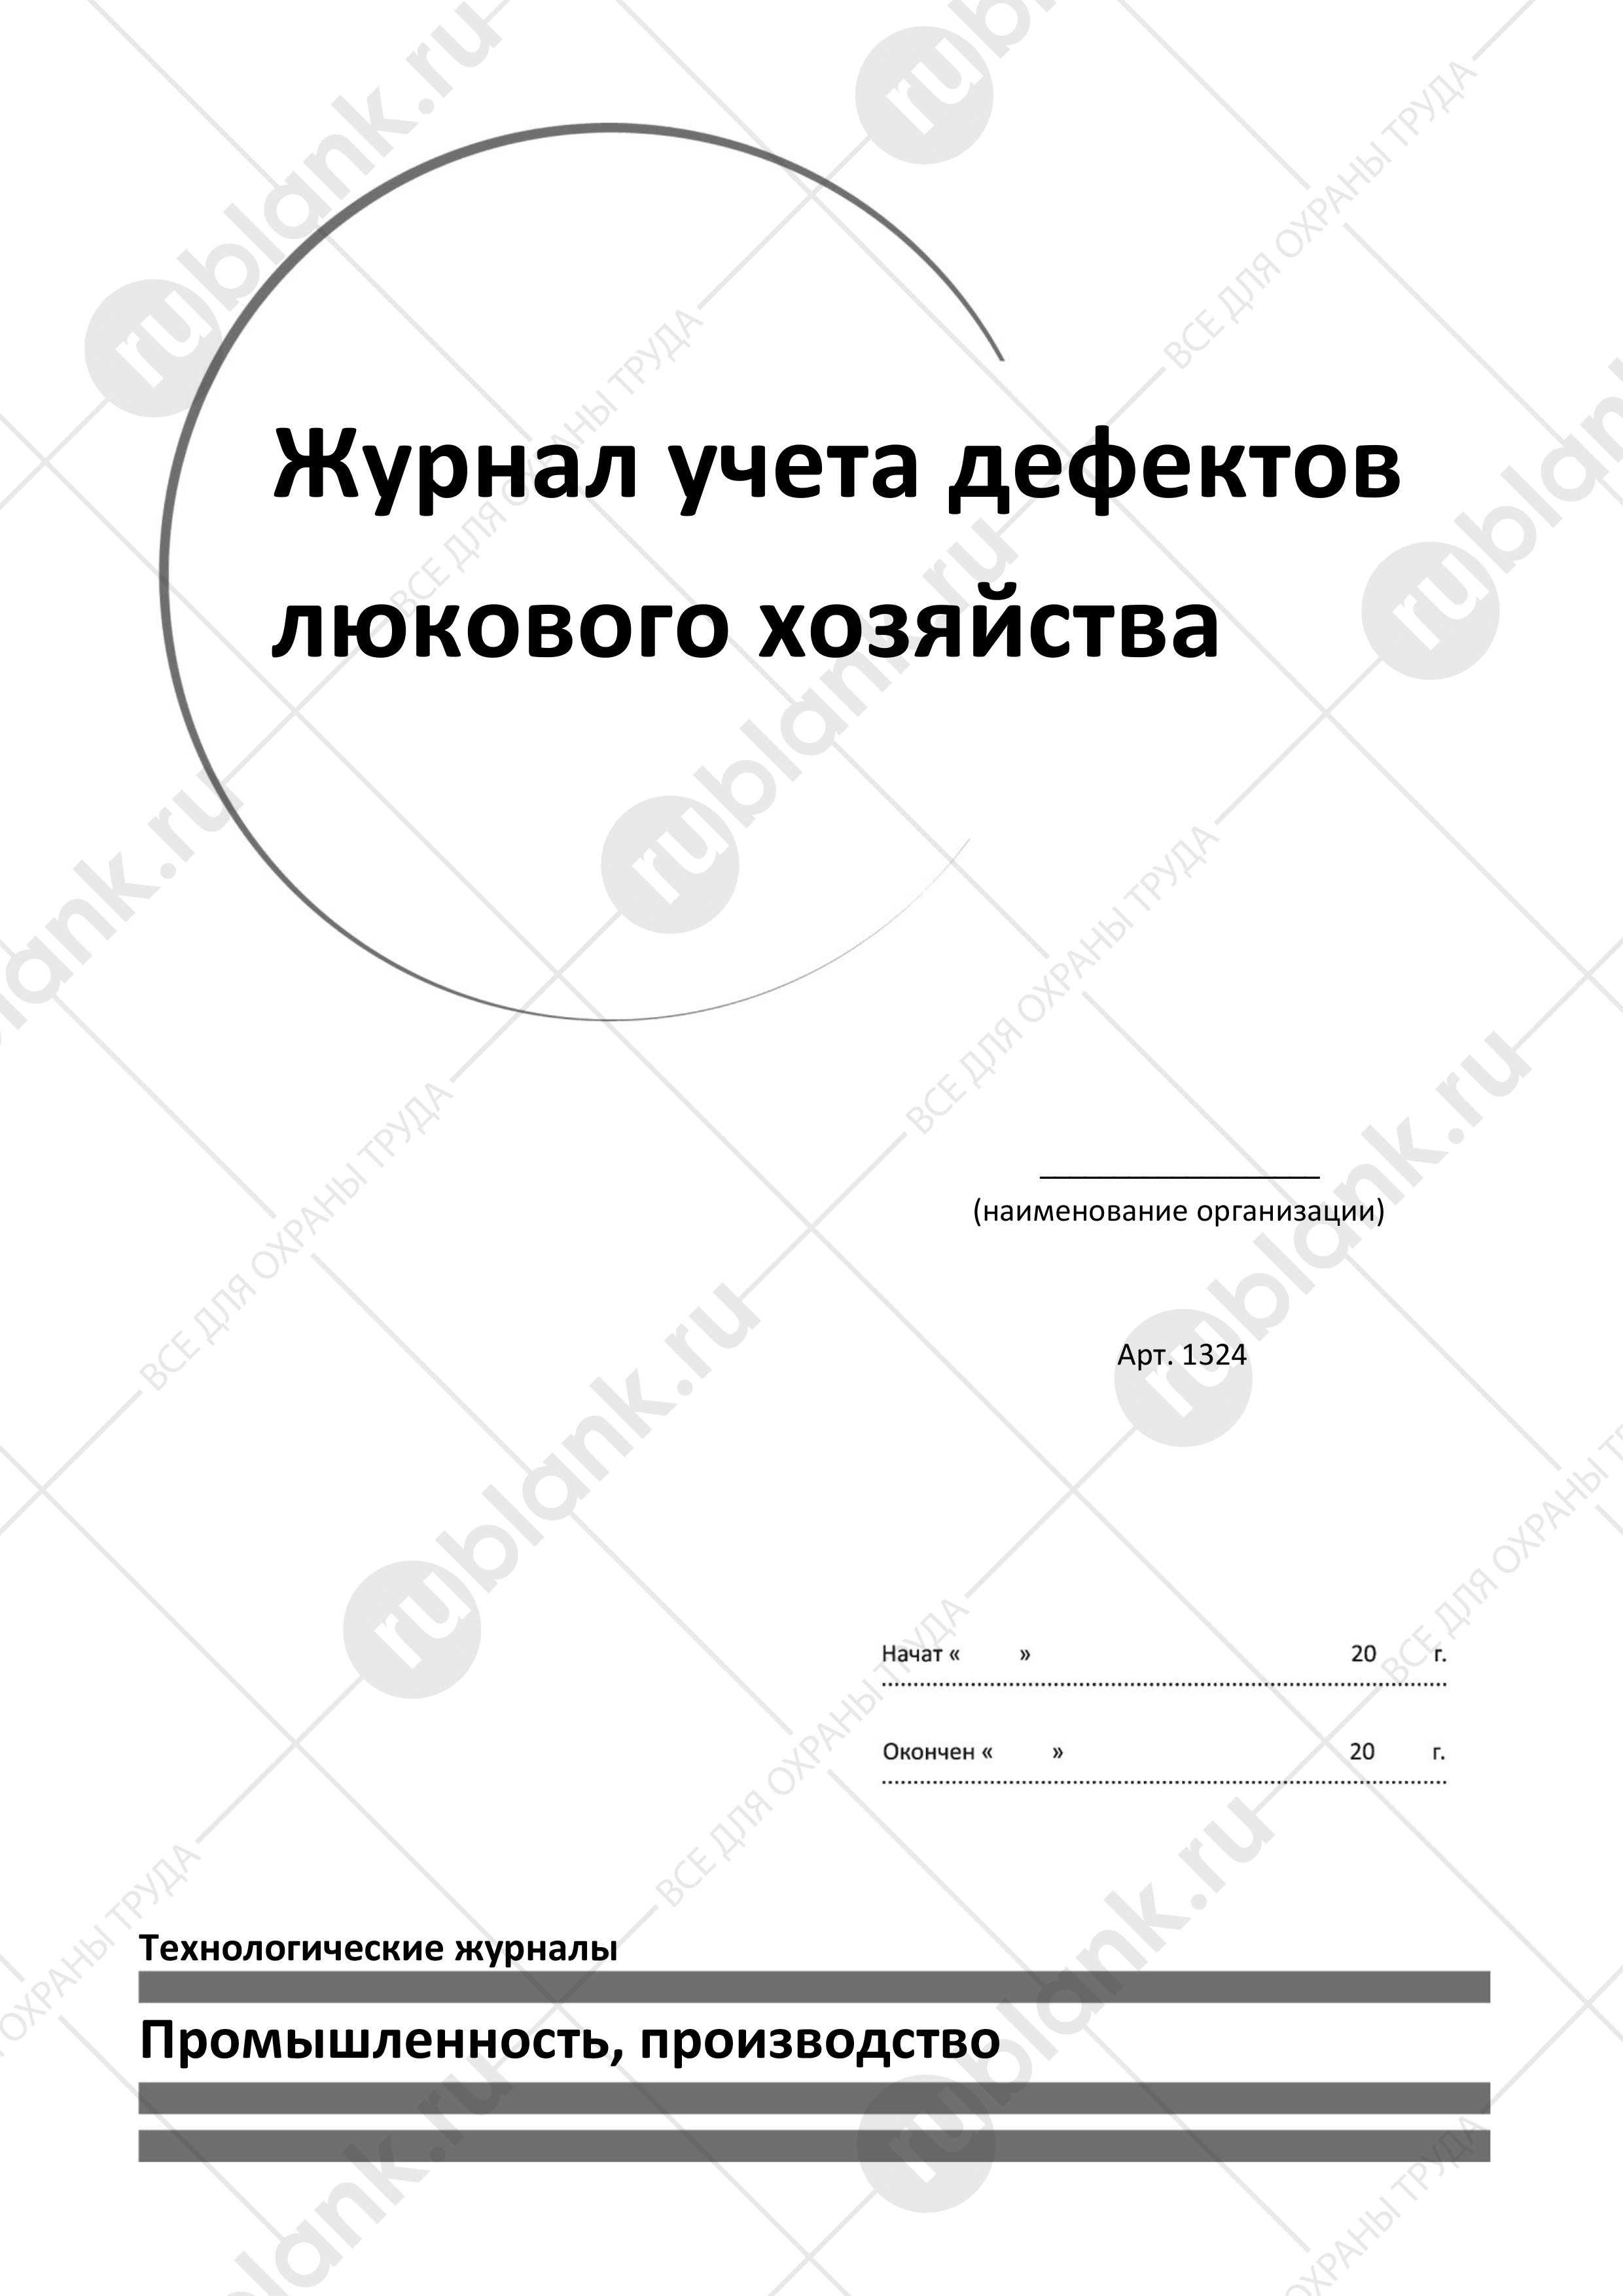 Журнал учета дефектов
люкового хозяйства
(наименование организации)
Арт. 1324
Начат « » 20 г.
Окончен « » 20 г.
Технологические журналы
Промышленность, производство
rublank.ru
ВСЕ ДЛЯ ОХРАНЫ ТРУДА